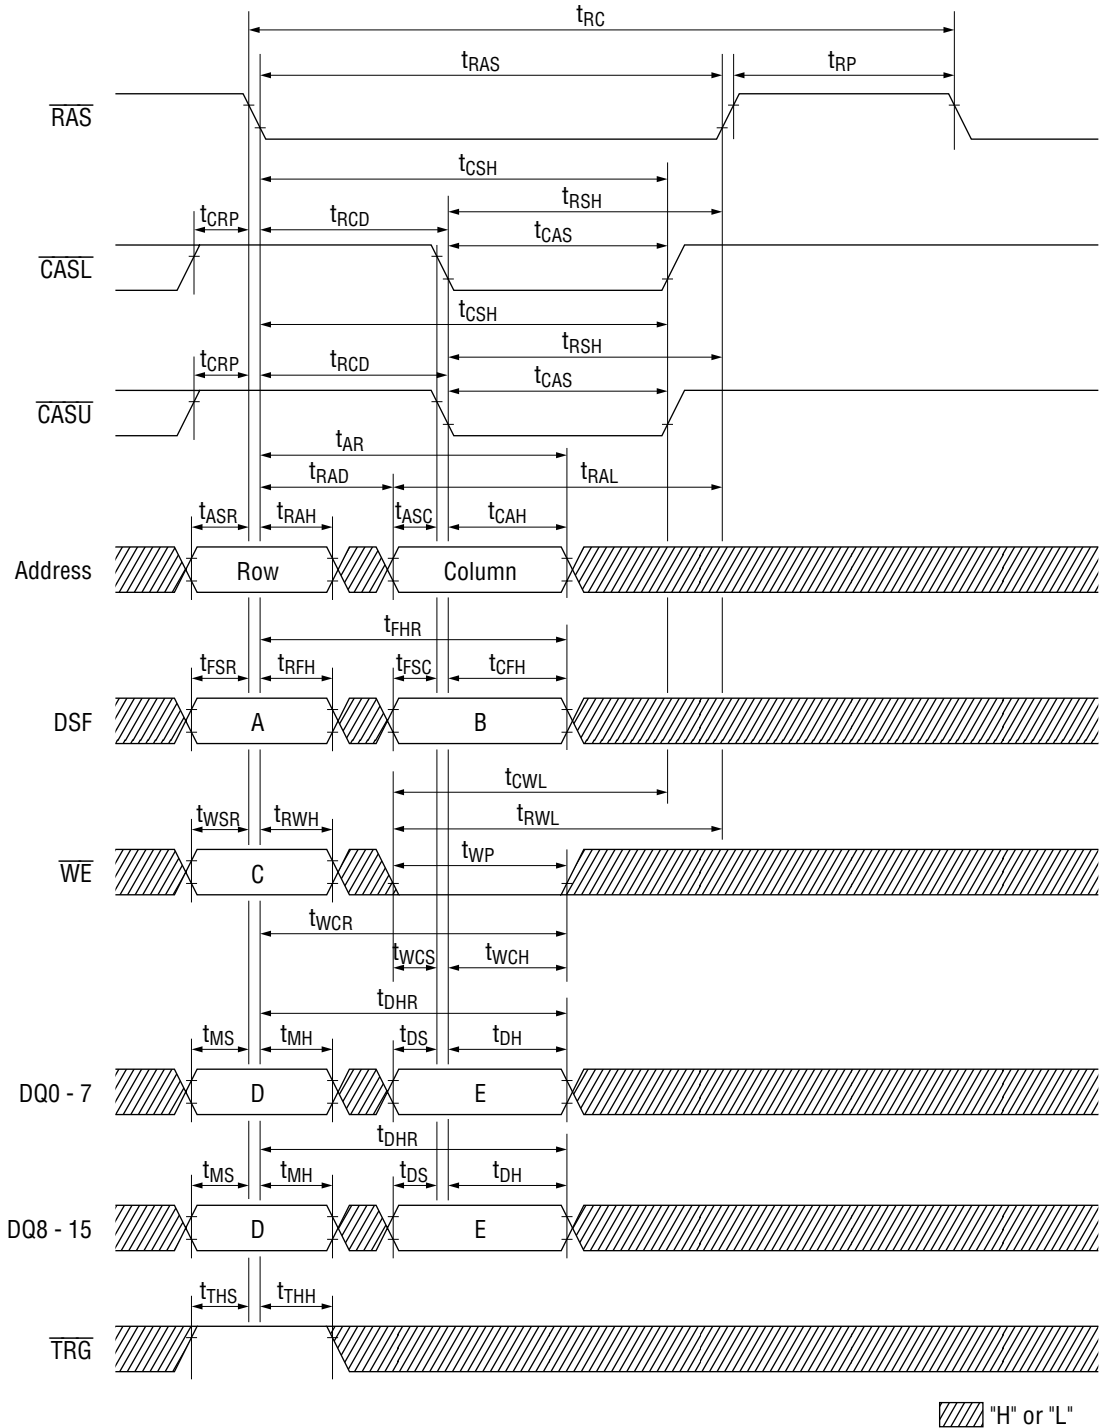 tRC
tRAS tRP
RAS
tCSH
tRSH
tCRP tRCD tCAS
CASL
tCSH
tRSH
tCRP tRCD tCAS
CASU
tAR
tRAD tRAL
tASR tRAH tASC tCAH
Address Row Column
tFHR
tFSR tRFH tFSC tCFH
DSF A B
tCWL
tWSR tRWH tRWL
tWP
WE C
tWCR
tWCS tWCH
tDHR
tMS tMH tDS tDH
DQ0 - 7 D E
tDHR
tMS tMH tDS tDH
DQ8 - 15 D E
tTHS tTHH
TRG
"H" or "L"